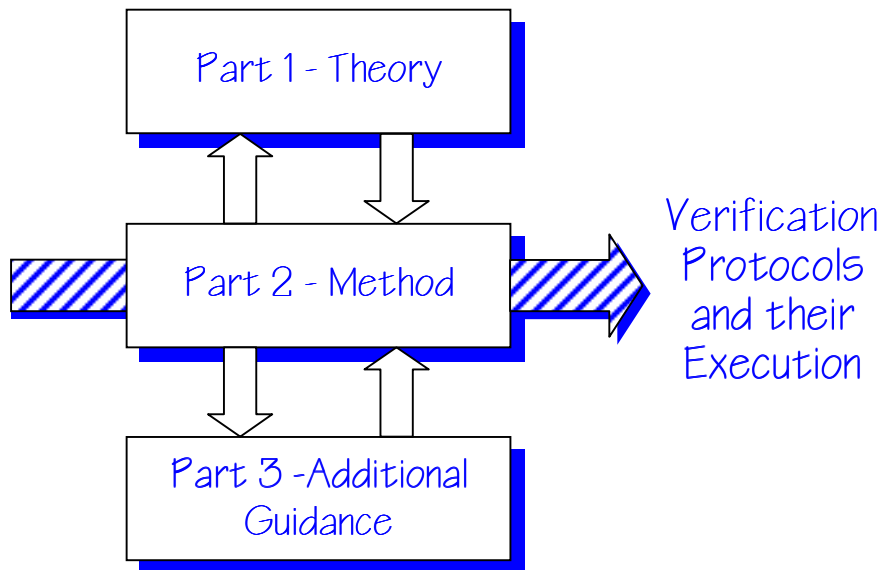 Part 1 - Theory
Part 2 - Method
Verification
Protocols
and their
Execution
Part 3 -Additional
Guidance